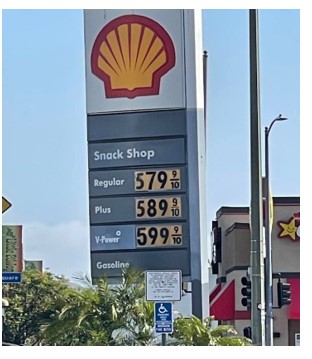 Snack Shop
Regular 579 9/10
Plus 589 9/10
V-Power 599 9/10
Gasoline